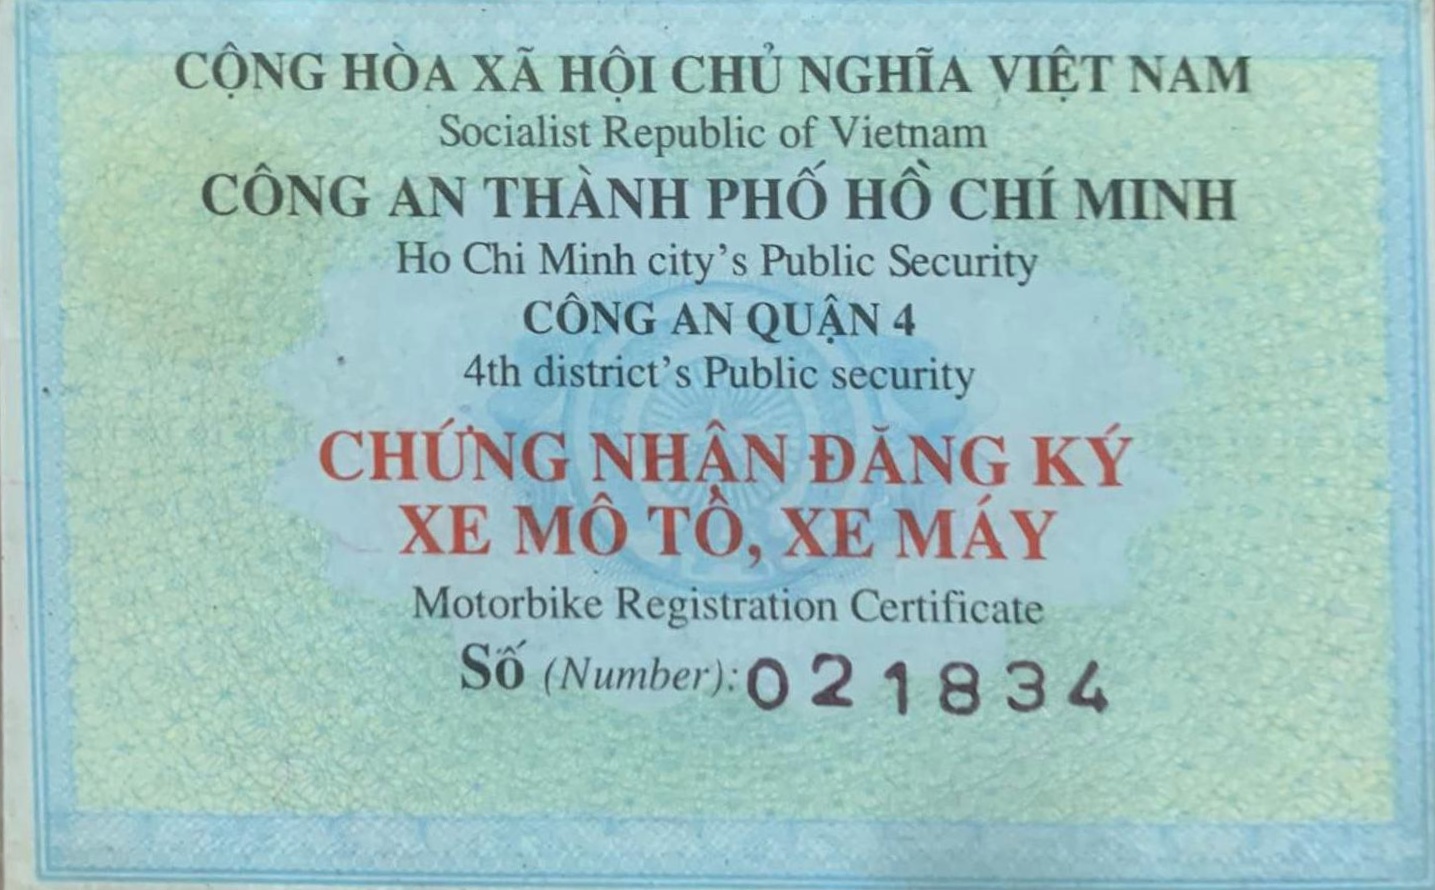 CỘNG HÒA XÃ HỘI CHỦ NGHĨA VIỆT NAM
Socialist Republic of Vietnam
CÔNG AN THÀNH PHỐ HỒ CHÍ MINH
Ho Chi Minh city's Public Security
CÔNG AN QUẬN 4
4th district's Public security
CHỨNG NHẬN ĐĂNG KÝ
XE MÔ TÔ, XE MÁY
Motorbike Registration Certificate
Số (Number): 021834